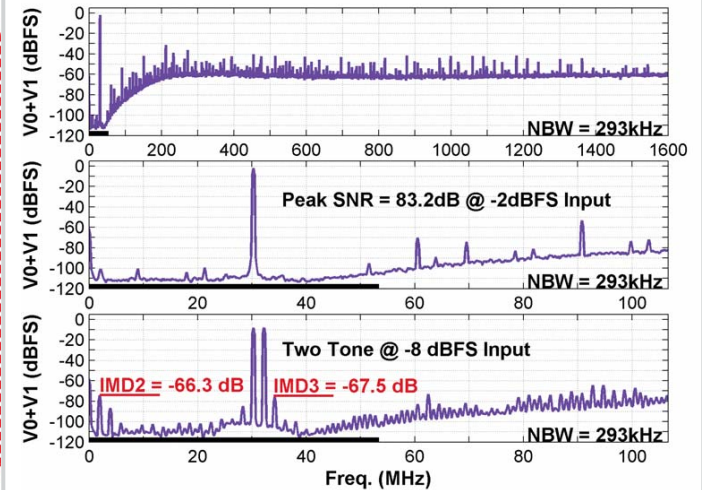 V0+V1 (dBFS)
0
-20
-40
-60
-80
-100
-120
NBW = 293kHz
0 200 400 600 800 1000 1200 1400 1600
V0+V1 (dBFS)
0
-20
-40
-60
-80
-100
-120
Peak SNR = 83.2dB @ -2dBFS Input
NBW = 293kHz
0 20 40 60 80 100
V0+V1 (dBFS)
0
-20
-40
-60
-80
-100
-120
Two Tone @ -8 dBFS Input
IMD2 = -66.3 dB IMD3 = -67.5 dB
NBW = 293kHz
0 20 40 60 80 100
Freq. (MHz)